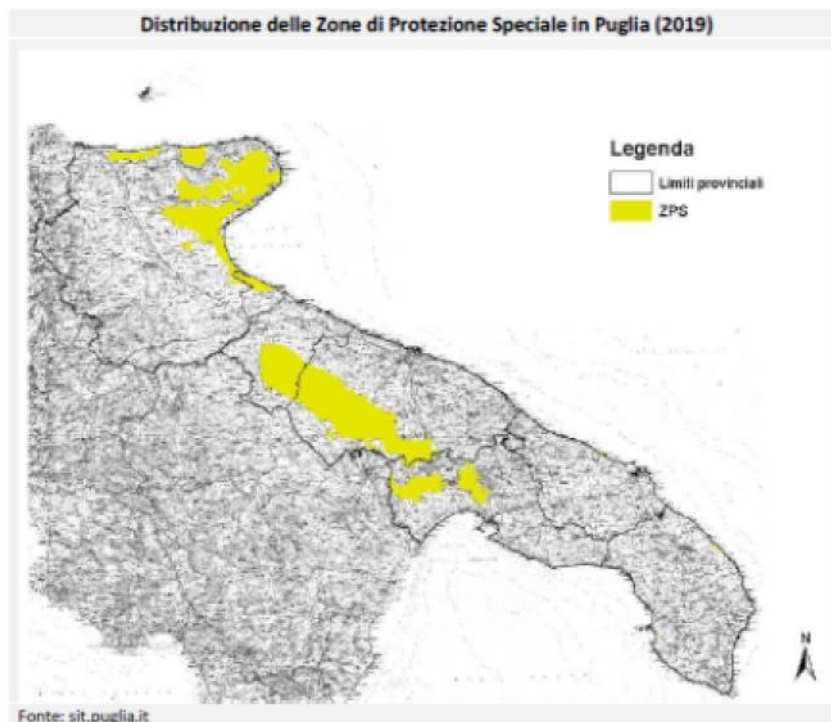 Distribuzione delle Zone di Protezione Speciale in Puglia (2019)
Legenda
Limiti provinciali
ZPS
N
Fonte: sit.puglia.it